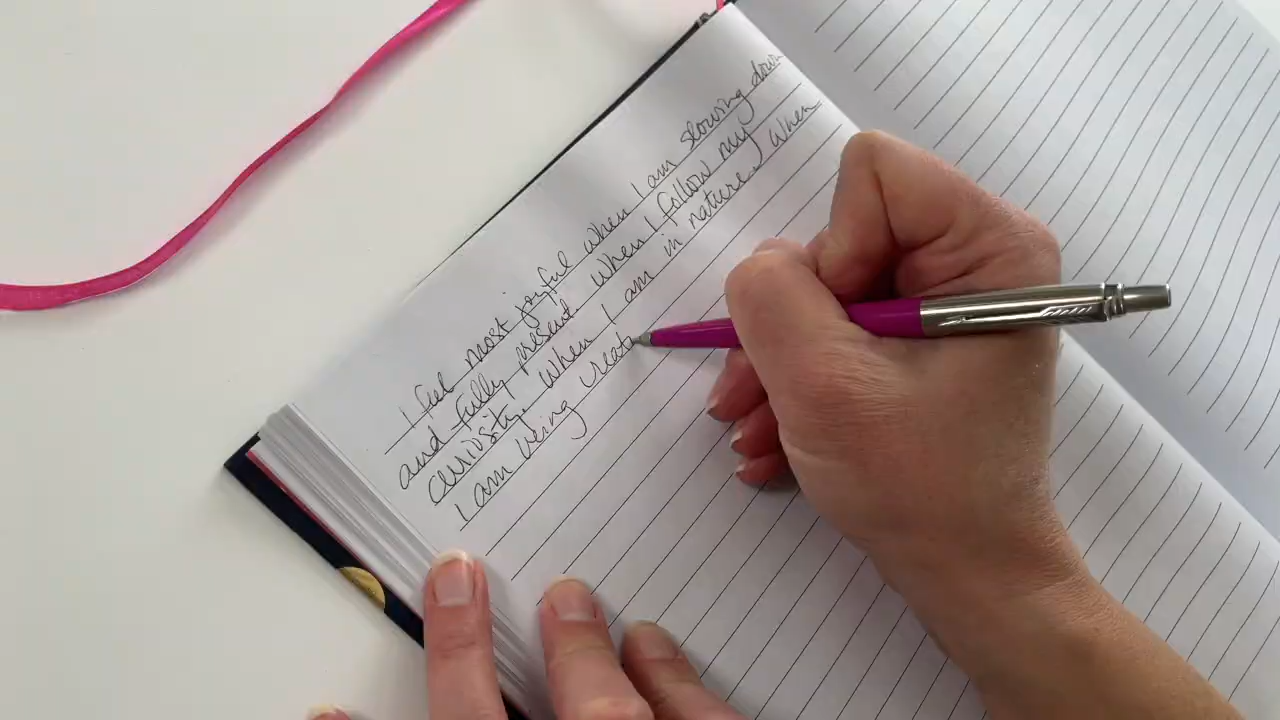 I feel most joyful when I am slowing down
and fully present. When I follow my
curiosity. When I am in nature. When
I am being creat